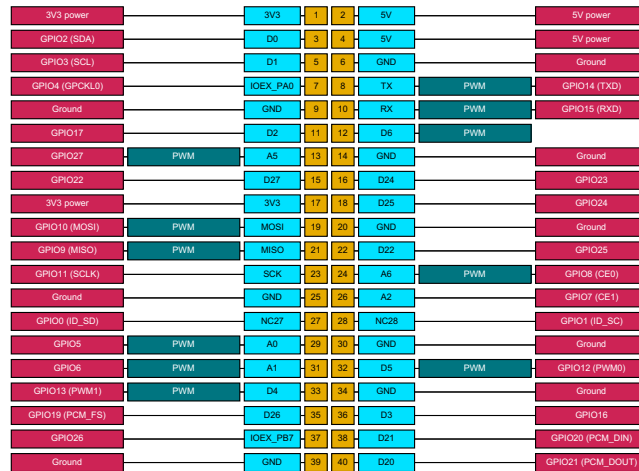 3V3 power 3V3 1 2 5V 5V power
GPIO2 (SDA) D0 3 4 5V 5V power
GPIO3 (SCL) D1 5 6 GND Ground
GPIO4 (GPCKL0) IOEX_PA0 7 8 TX PWM GPIO14 (TXD)
Ground GND 9 10 RX PWM GPIO15 (RXD)
GPIO17 D2 11 12 D6 PWM
GPIO27 PWM A5 13 14 GND Ground
GPIO22 D27 15 16 D24 GPIO23
3V3 power 3V3 17 18 D25 GPIO24
GPIO10 (MOSI) PWM MOSI 19 20 GND Ground
GPIO9 (MISO) PWM MISO 21 22 D22 GPIO25
GPIO11 (SCLK) SCK 23 24 A6 PWM GPIO8 (CE0)
Ground GND 25 26 A2 GPIO7 (CE1)
GPIO0 (ID_SD) NC27 27 28 NC28 GPIO1 (ID_SC)
GPIO5 PWM A0 29 30 GND Ground
GPIO6 PWM A1 31 32 D5 PWM GPIO12 (PWM0)
GPIO13 (PWM1) PWM D4 33 34 GND Ground
GPIO19 (PCM_FS) D26 35 36 D3 GPIO16
GPIO26 IOEX_PB7 37 38 D21 GPIO20 (PCM_DIN)
Ground GND 39 40 D20 GPIO21 (PCM_DOUT)